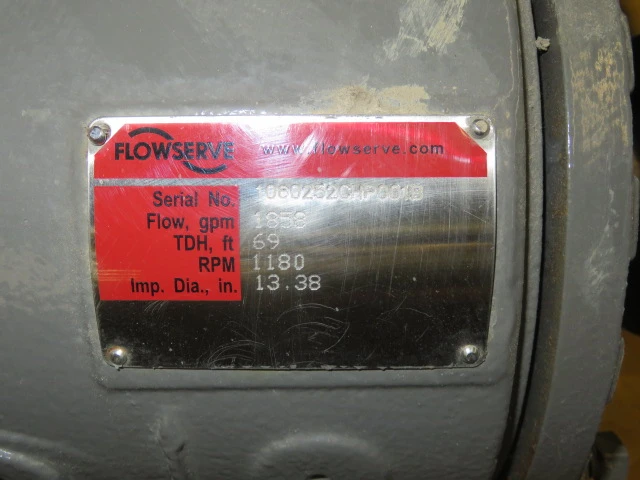 FLOWSERVE www.flowserve.com
Serial No.
Flow, gpm 1858
TDH, ft 69
RPM 1180
Imp. Dia., in. 13.38